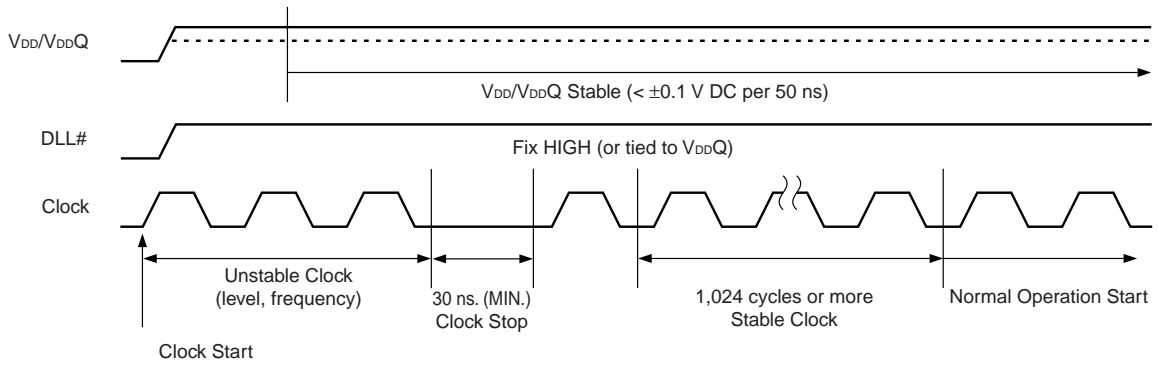 VDD/VDDQ
VDD/VDDQ Stable (< ±0.1 V DC per 50 ns)
DLL#
Fix HIGH (or tied to VDDQ)
Clock
Unstable Clock
(level, frequency)
30 ns. (MIN.)
Clock Stop
1,024 cycles or more
Stable Clock
Normal Operation Start
Clock Start